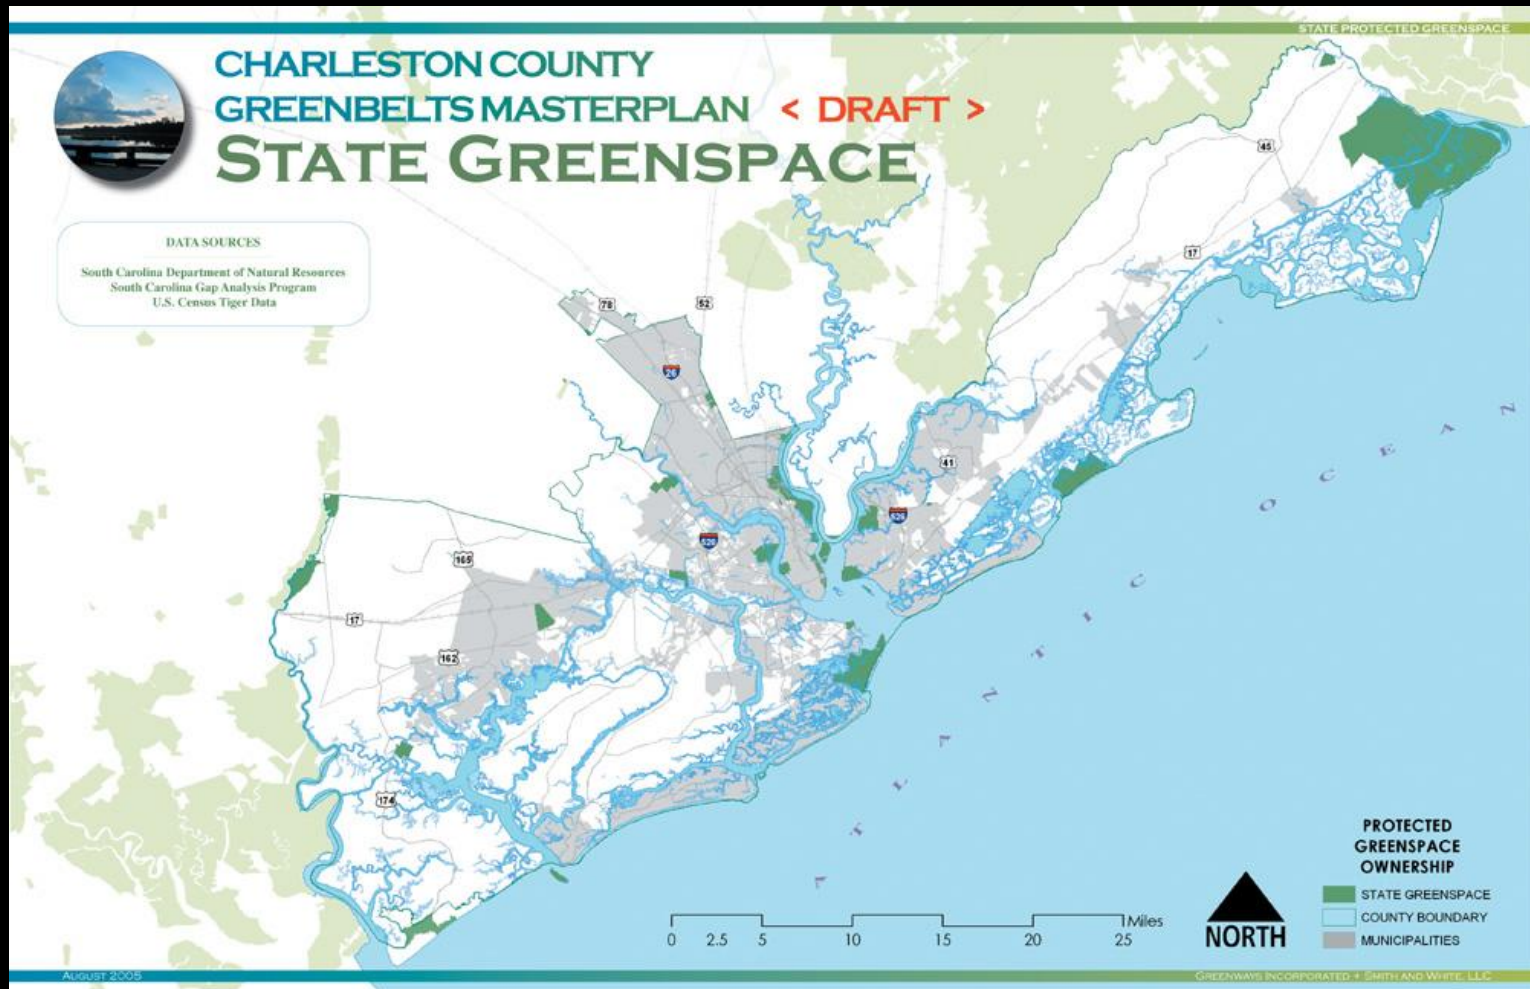 STATE PROTECTED GREENSPACE
CHARLESTON COUNTY
GREENBELTS MASTERPLAN < DRAFT >
STATE GREENSPACE
DATA SOURCES
South Carolina Department of Natural Resources
South Carolina Gap Analysis Program
U.S. Census Tiger Data
45
17
78
52
26
41
526
526
165
17
162
174
ATLANTIC OCEAN
PROTECTED
GREENSPACE
OWNERSHIP
STATE GREENSPACE
COUNTY BOUNDARY
MUNICIPALITIES
NORTH
Miles
0 2.5 5 10 15 20 25
AUGUST 2005
GREENWAYS INCORPORATED + SMITH AND WHITE, LLC